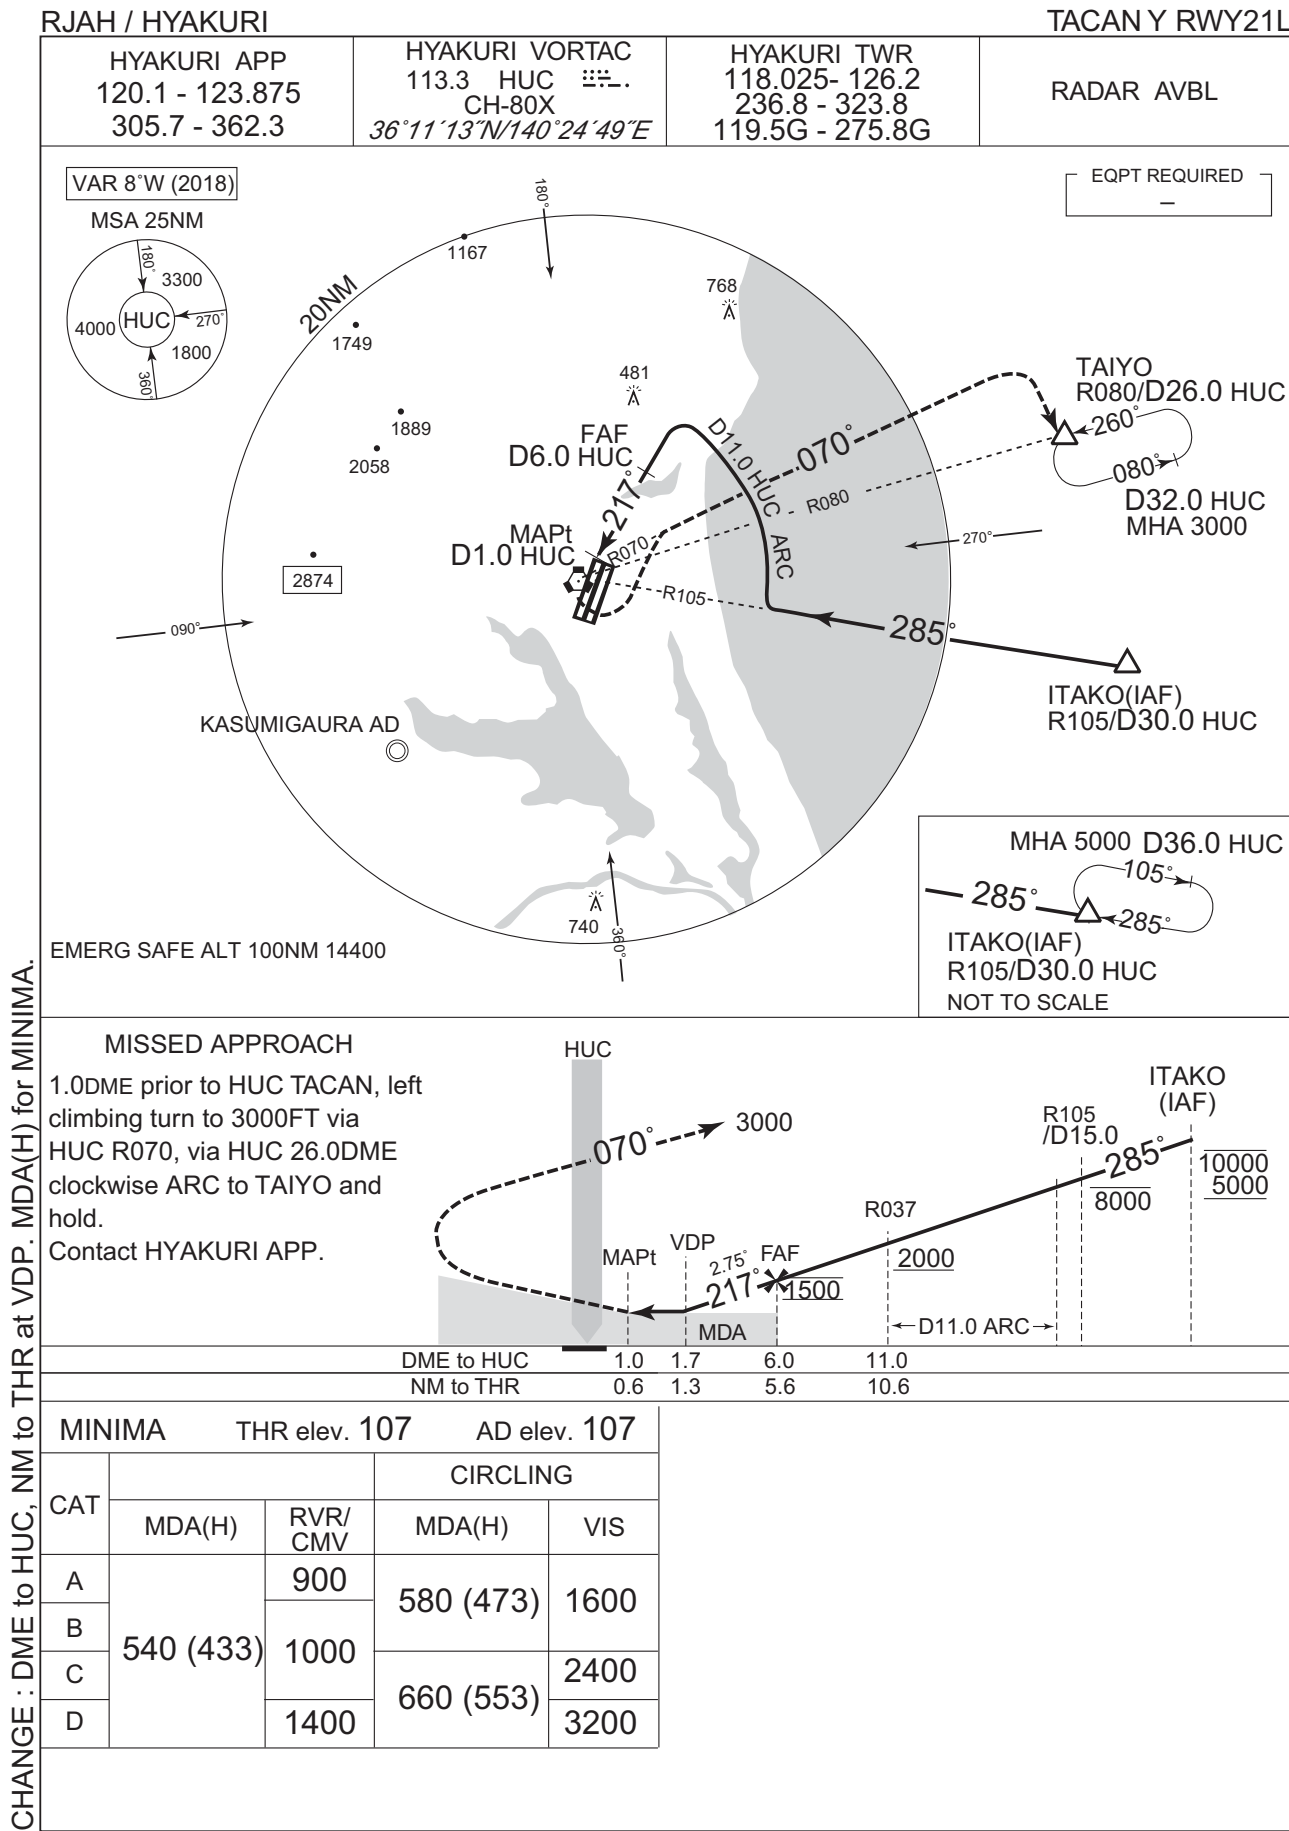 RJAH / HYAKURI
TACAN Y RWY21L
HYAKURI APP
120.1 - 123.875
305.7 - 362.3
HYAKURI VORTAC
113.3 HUC
CH-80X
36°11´13˝N/140°24´49˝E
HYAKURI TWR
118.025- 126.2
236.8 - 323.8
119.5G - 275.8G
RADAR AVBL
VAR 8°W (2018)
MSA 25NM
180°
3300
4000
HUC
270°
1800
360°
EQPT REQUIRED
–
180°
1167
20NM
1749
768
481
1889
2058
FAF
D6.0 HUC
217°
D11.0 HUC ARC
070°
TAIYO
R080/D26.0 HUC
260°
080°
D32.0 HUC
MHA 3000
R080
MAPt
D1.0 HUC
R070
R105
270°
2874
090°
285°
ITAKO(IAF)
R105/D30.0 HUC
KASUMIGAURA AD
740
360°
EMERG SAFE ALT 100NM 14400
MHA 5000 D36.0 HUC
105°
285°
285°
ITAKO(IAF)
R105/D30.0 HUC
NOT TO SCALE
MISSED APPROACH
1.0DME prior to HUC TACAN, left
climbing turn to 3000FT via
HUC R070, via HUC 26.0DME
clockwise ARC to TAIYO and
hold.
Contact HYAKURI APP.
HUC
070°
3000
MAPt
VDP
2.75°
217°
FAF
1500
MDA
R037
2000
D11.0 ARC
R105
/D15.0
8000
285°
ITAKO
(IAF)
10000
5000
DME to HUC 1.0 1.7 6.0 11.0
NM to THR 0.6 1.3 5.6 10.6
MINIMA THR elev. 107 AD elev. 107
CAT
CIRCLING
MDA(H)
RVR/
CMV
MDA(H)
VIS
A
B
C
D
540 (433)
900
1000
1400
580 (473)
660 (553)
1600
2400
3200
CHANGE : DME to HUC, NM to THR at VDP. MDA(H) for MINIMA.